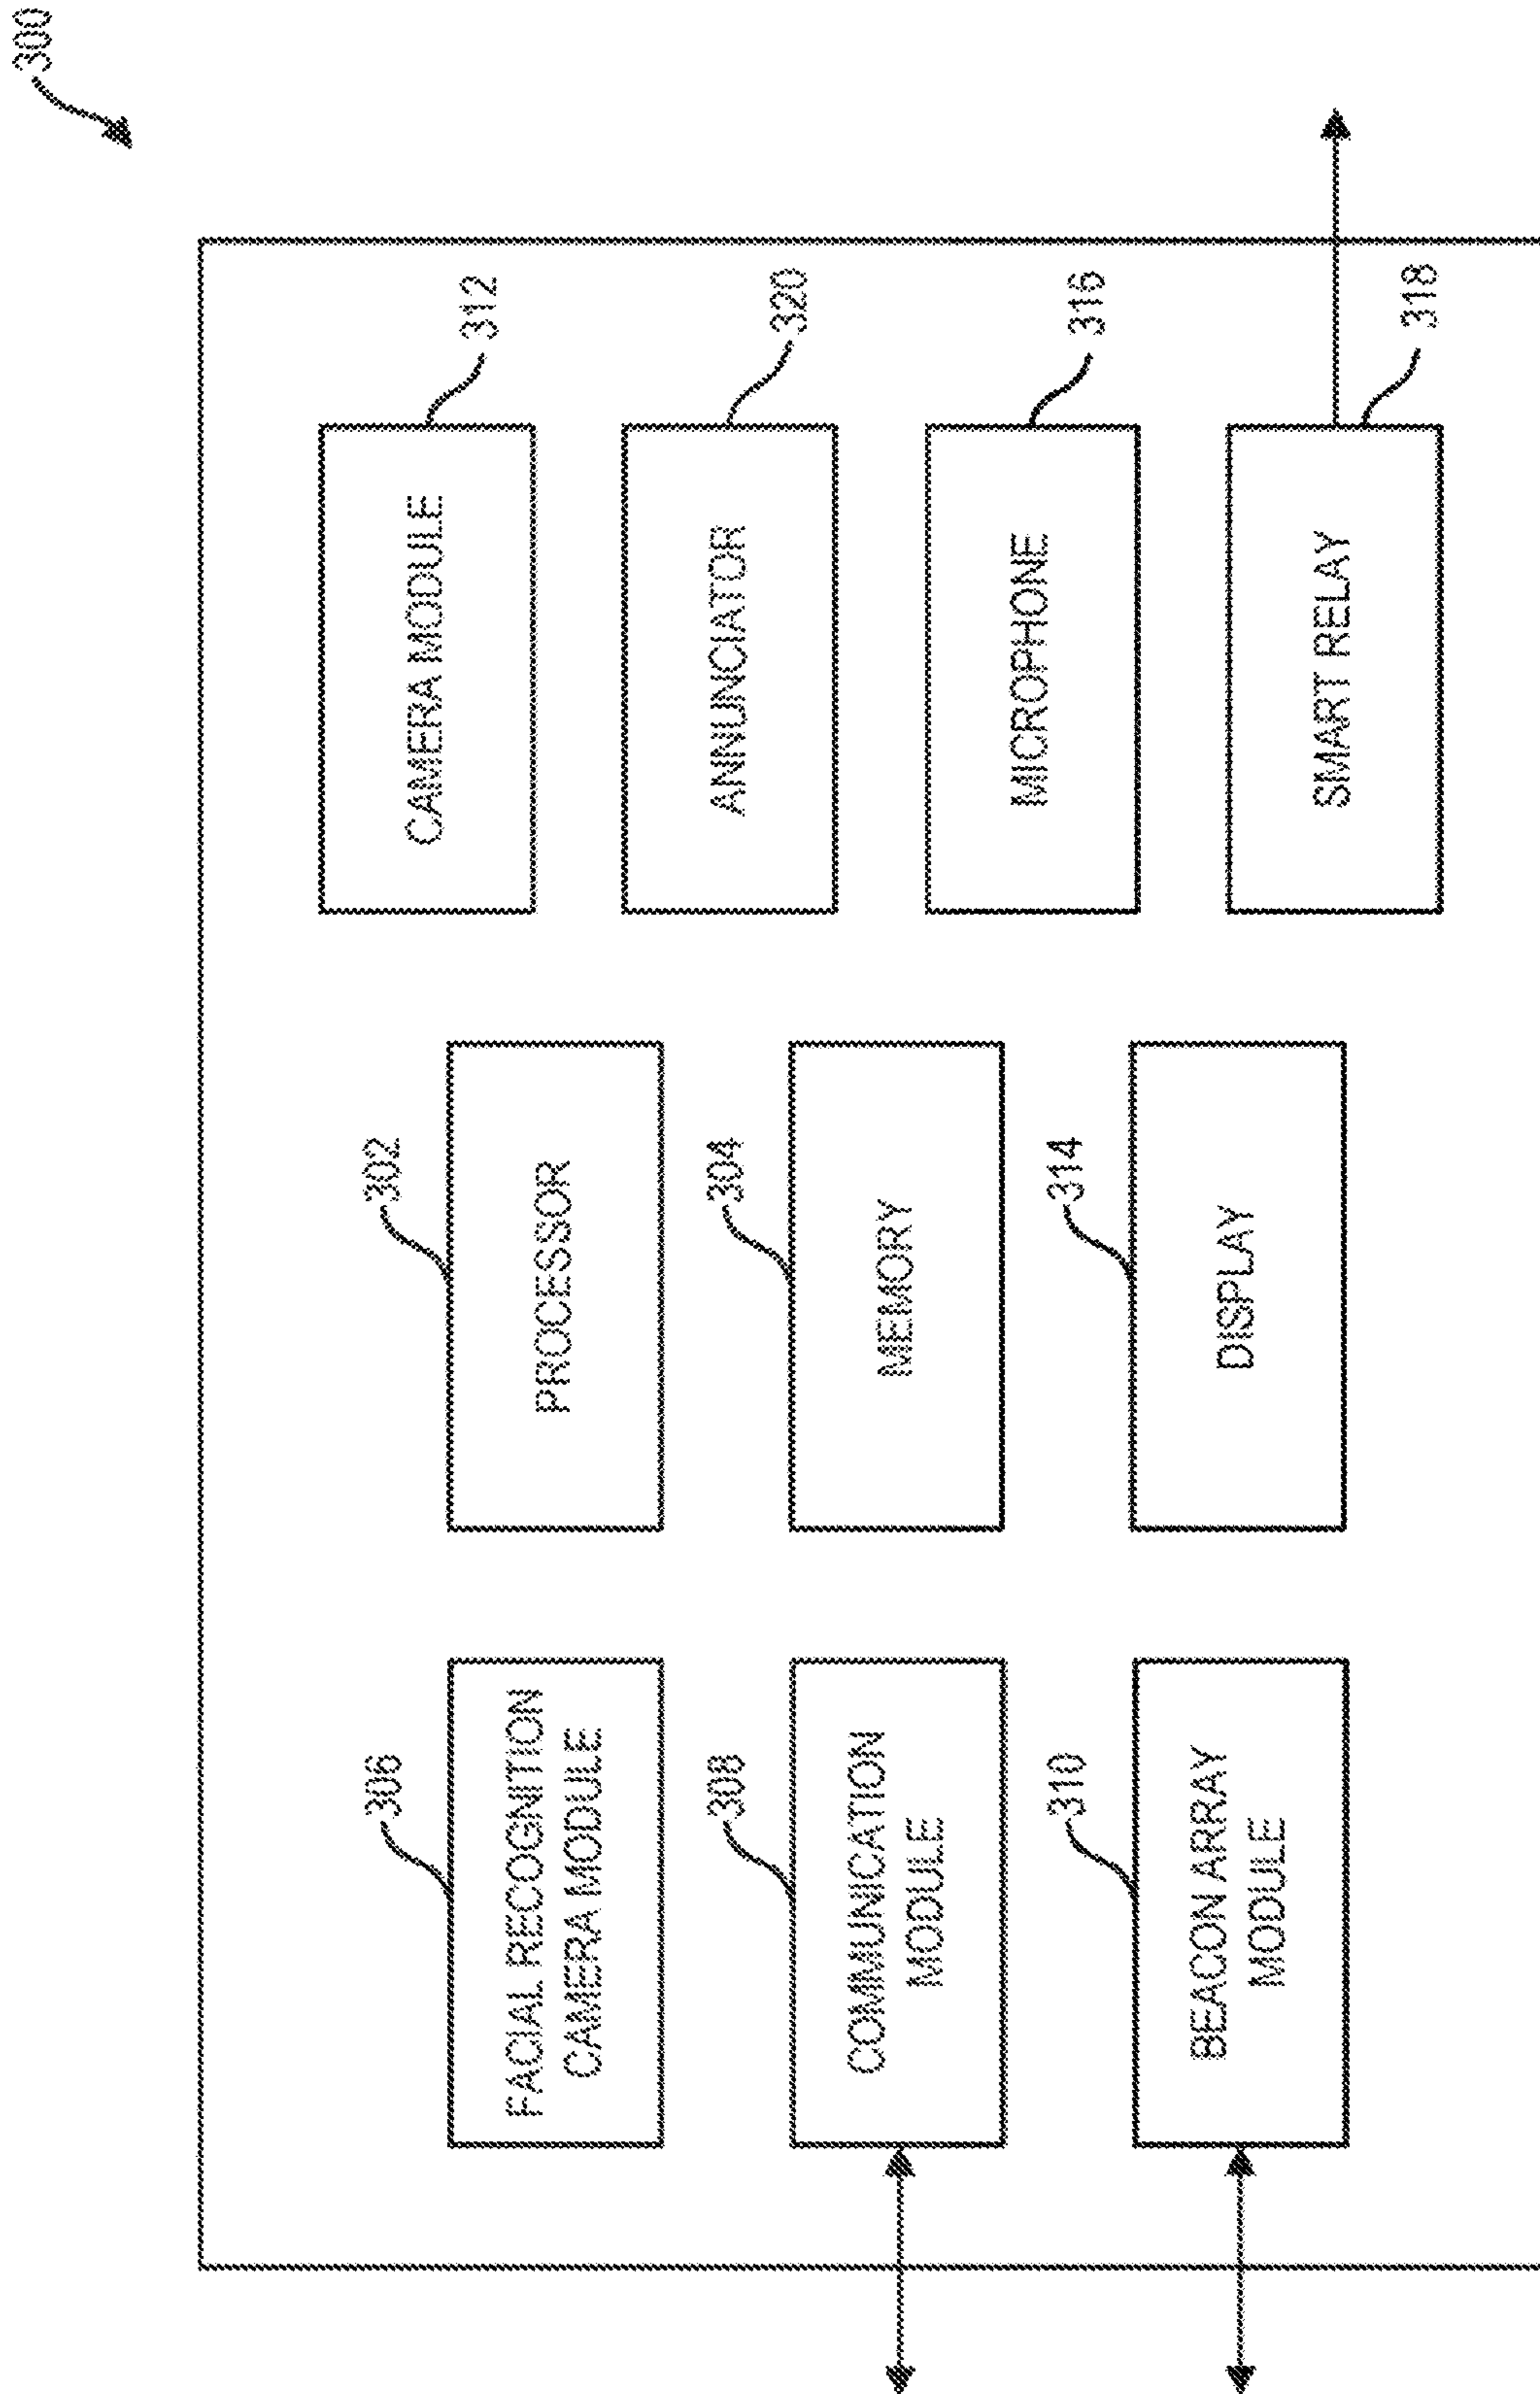 300
306
FACIAL RECOGNITION
CAMERA MODULE
302
PROCESSOR
CAMERA MODULE
312
308
COMMUNICATION
MODULE
304
MEMORY
ANNUNCIATOR
320
310
BEACON ARRAY
MODULE
314
DISPLAY
MICROPHONE
316
SMART RELAY
318